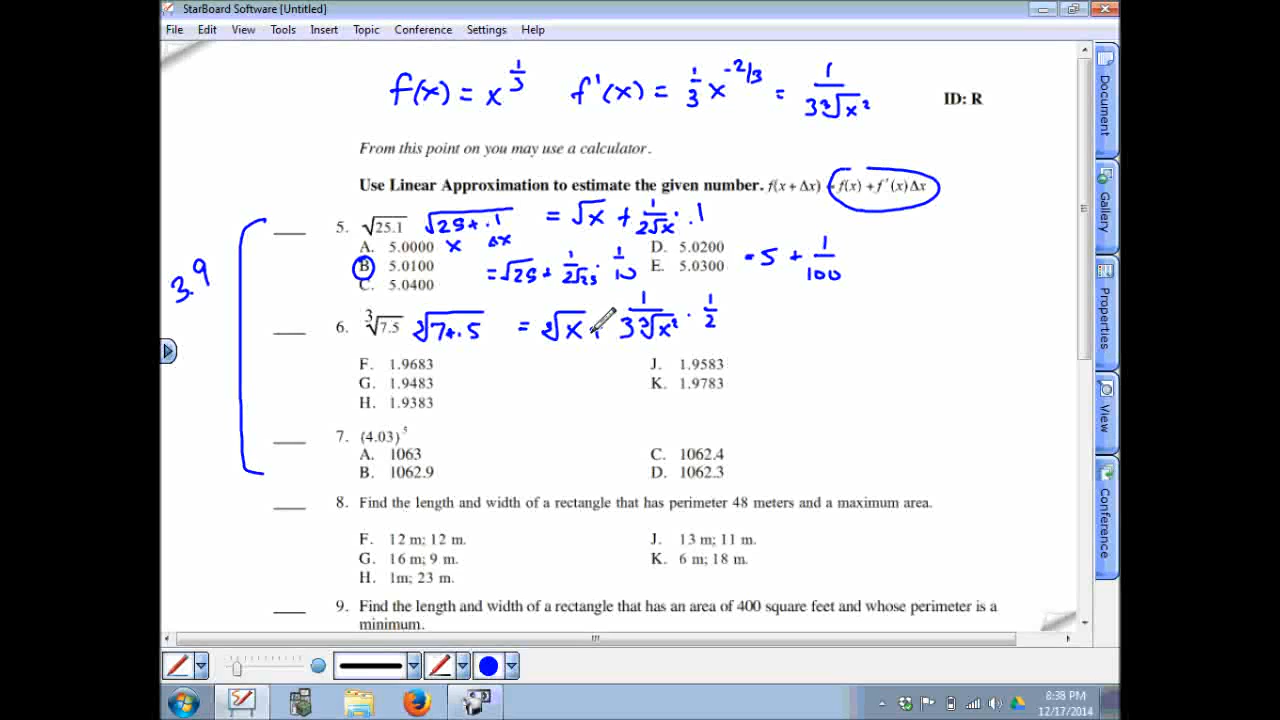 StarBoard Software [Untitled]
File Edit View Tools Insert Topic Conference Settings Help
f(x) = x^(1/3) f'(x) = 1/3 x^(-2/3) = 1/(3∛x²)
ID: R
From this point on you may use a calculator.
Use Linear Approximation to estimate the given number. f(x + Δx) f(x) + f'(x)Δx
5. √25.1 √25+.1 = √x + 1/(2√x) · .1
A. 5.0000 x Δx D. 5.0200
B 5.0100 = √25 + 1/(2√25) · 1/10 E. 5.0300 = 5 + 1/100
C. 5.0400
3.9
6. ∛7.5 ∛7+.5 = ∛x + 1/(3∛x²) · 1/2
F. 1.9683 J. 1.9583
G. 1.9483 K. 1.9783
H. 1.9383
7. (4.03)^5
A. 1063 C. 1062.4
B. 1062.9 D. 1062.3
8. Find the length and width of a rectangle that has perimeter 48 meters and a maximum area.
F. 12 m; 12 m. J. 13 m; 11 m.
G. 16 m; 9 m. K. 6 m; 18 m.
H. 1m; 23 m.
9. Find the length and width of a rectangle that has an area of 400 square feet and whose perimeter is a
minimum.
Document
Gallery
Properties
View
Conference
8:38 PM
12/17/2014